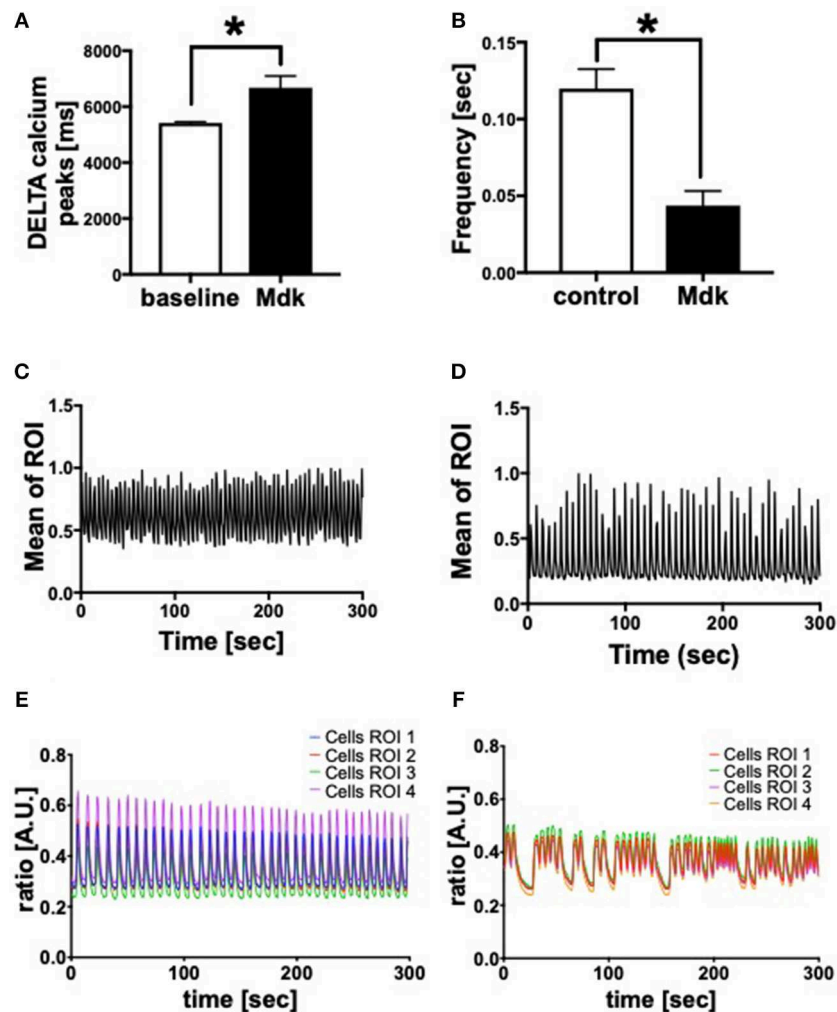 A
*
DELTA calcium
peaks [ms]
8000
6000
4000
2000
0
baseline Mdk
B
*
Frequency [sec]
0.15
0.10
0.05
0.00
control Mdk
C
Mean of ROI
1.5
1.0
0.5
0.0
0 100 200 300
Time [sec]
D
Mean of ROI
1.5
1.0
0.5
0.0
0 100 200 300
Time (sec)
E
Cells ROI 1
Cells ROI 2
Cells ROI 3
Cells ROI 4
ratio [A.U.]
0.8
0.6
0.4
0.2
0.0
0 100 200 300
time [sec]
F
Cells ROI 1
Cells ROI 2
Cells ROI 3
Cells ROI 4
ratio [A.U.]
0.8
0.6
0.4
0.2
0.0
0 100 200 300
time [sec]